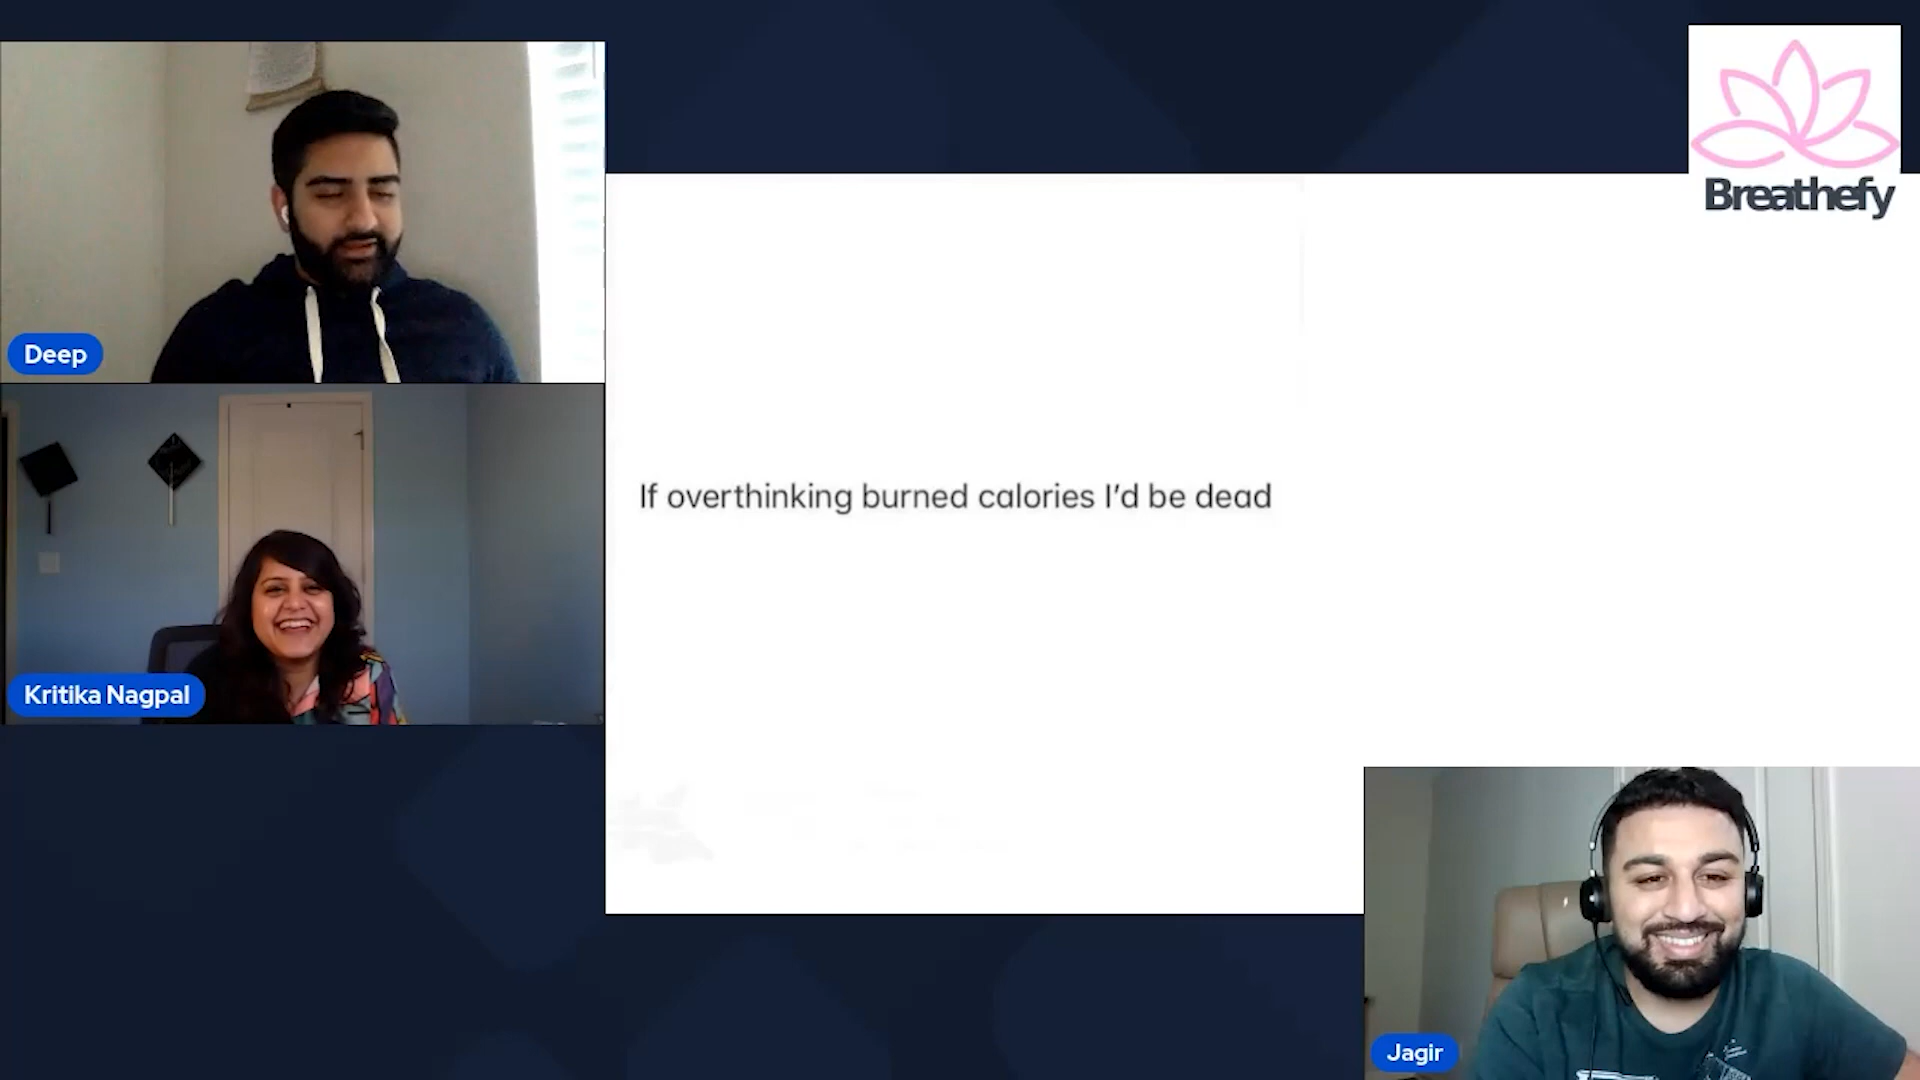 Breathefy
Deep
If overthinking burned calories I'd be dead
Kritika Nagpal
Jagir